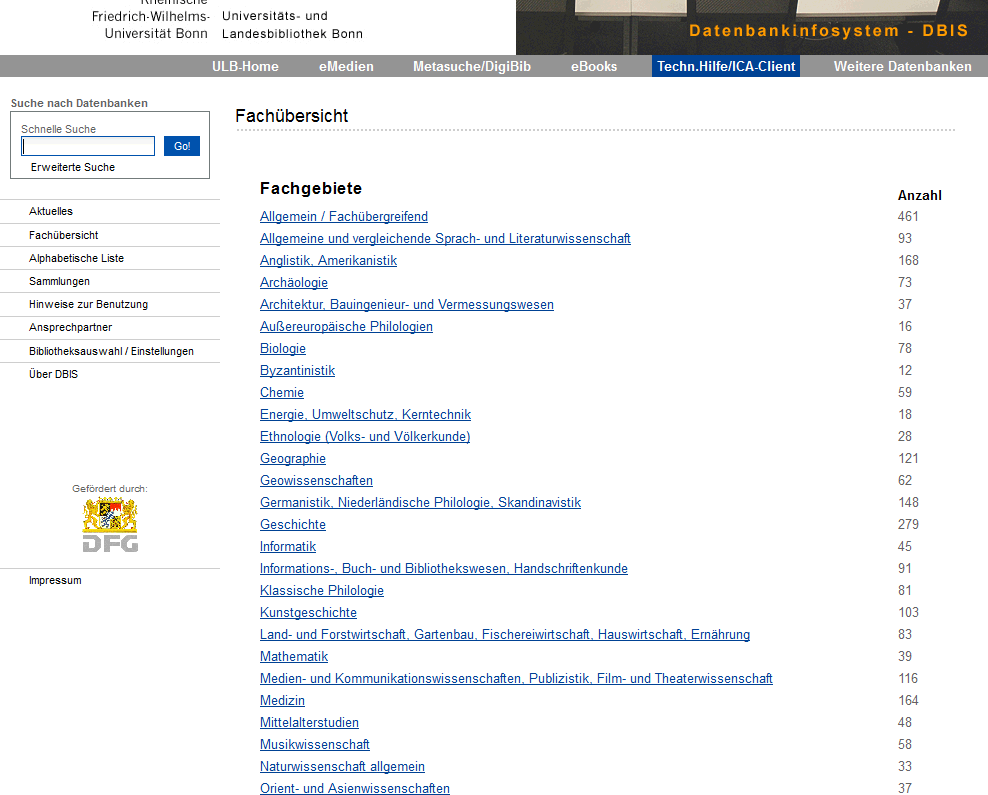 Rheinische
Friedrich-Wilhelms-
Universität Bonn
Universitäts- und
Landesbibliothek Bonn
Datenbankinfosystem - DBIS
ULB-Home eMedien Metasuche/DigiBib eBooks Techn.Hilfe/ICA-Client Weitere Datenbanken
Suche nach Datenbanken
Schnelle Suche
Go!
Erweiterte Suche
Aktuelles
Fachübersicht
Alphabetische Liste
Sammlungen
Hinweise zur Benutzung
Ansprechpartner
Bibliotheksauswahl / Einstellungen
Über DBIS
Gefördert durch:
DFG
Impressum
Fachübersicht
Fachgebiete Anzahl
Allgemein / Fachübergreifend 461
Allgemeine und vergleichende Sprach- und Literaturwissenschaft 93
Anglistik, Amerikanistik 168
Archäologie 73
Architektur, Bauingenieur- und Vermessungswesen 37
Außereuropäische Philologien 16
Biologie 78
Byzantinistik 12
Chemie 59
Energie, Umweltschutz, Kerntechnik 18
Ethnologie (Volks- und Völkerkunde) 28
Geographie 121
Geowissenschaften 62
Germanistik, Niederländische Philologie, Skandinavistik 148
Geschichte 279
Informatik 45
Informations-, Buch- und Bibliothekswesen, Handschriftenkunde 91
Klassische Philologie 81
Kunstgeschichte 103
Land- und Forstwirtschaft, Gartenbau, Fischereiwirtschaft, Hauswirtschaft, Ernährung 83
Mathematik 39
Medien- und Kommunikationswissenschaften, Publizistik, Film- und Theaterwissenschaft 116
Medizin 164
Mittelalterstudien 48
Musikwissenschaft 58
Naturwissenschaft allgemein 33
Orient- und Asienwissenschaften 37